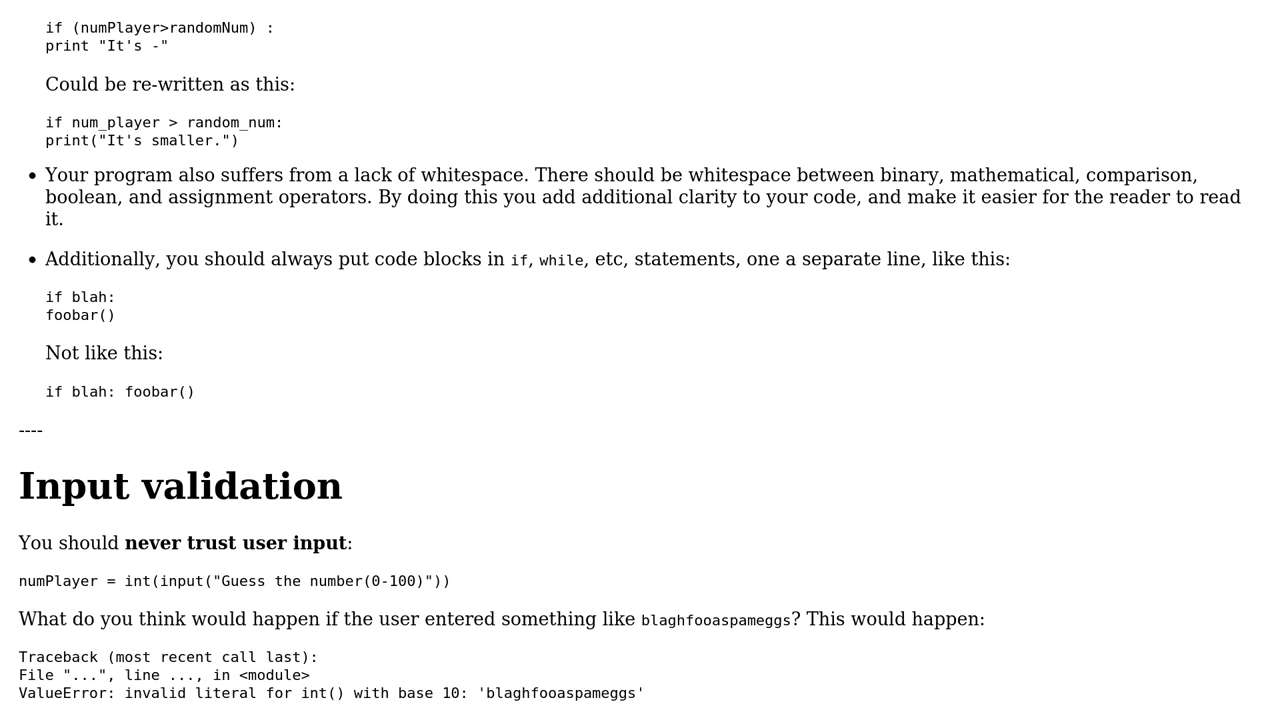 if (numPlayer>randomNum) :
print "It's -"
Could be re-written as this:
if num_player > random_num:
print("It's smaller.")
• Your program also suffers from a lack of whitespace. There should be whitespace between binary, mathematical, comparison,
boolean, and assignment operators. By doing this you add additional clarity to your code, and make it easier for the reader to read
it.
• Additionally, you should always put code blocks in if, while, etc, statements, one a separate line, like this:
if blah:
foobar()
Not like this:
if blah: foobar()
----
Input validation
You should never trust user input:
numPlayer = int(input("Guess the number(0-100)"))
What do you think would happen if the user entered something like blaghfooaspameggs? This would happen:
Traceback (most recent call last):
File "...", line ..., in <module>
ValueError: invalid literal for int() with base 10: 'blaghfooaspameggs'